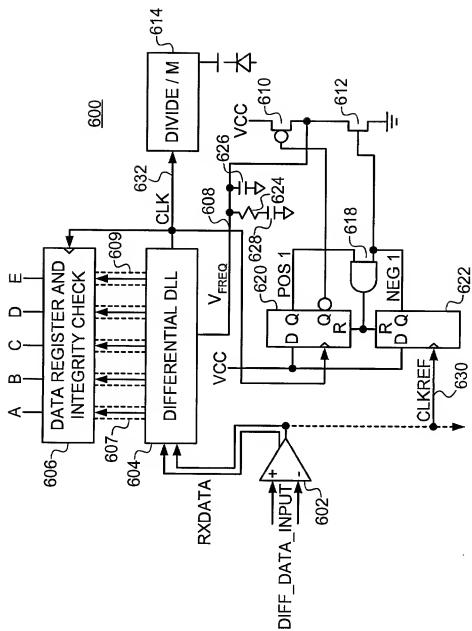 600
A B C D E
DATA REGISTER AND
INTEGRITY CHECK
606
607
609
DIFFERENTIAL DLL
604
RXDATA
CLK
632
DIVIDE / M
614
608
V FREQ
626
624
628
VCC
610
612
VCC
620
D Q
Q
R
POS 1
618
NEG 1
R
D Q
622
CLKREF
630
DIFF_DATA_INPUT
+
-
602